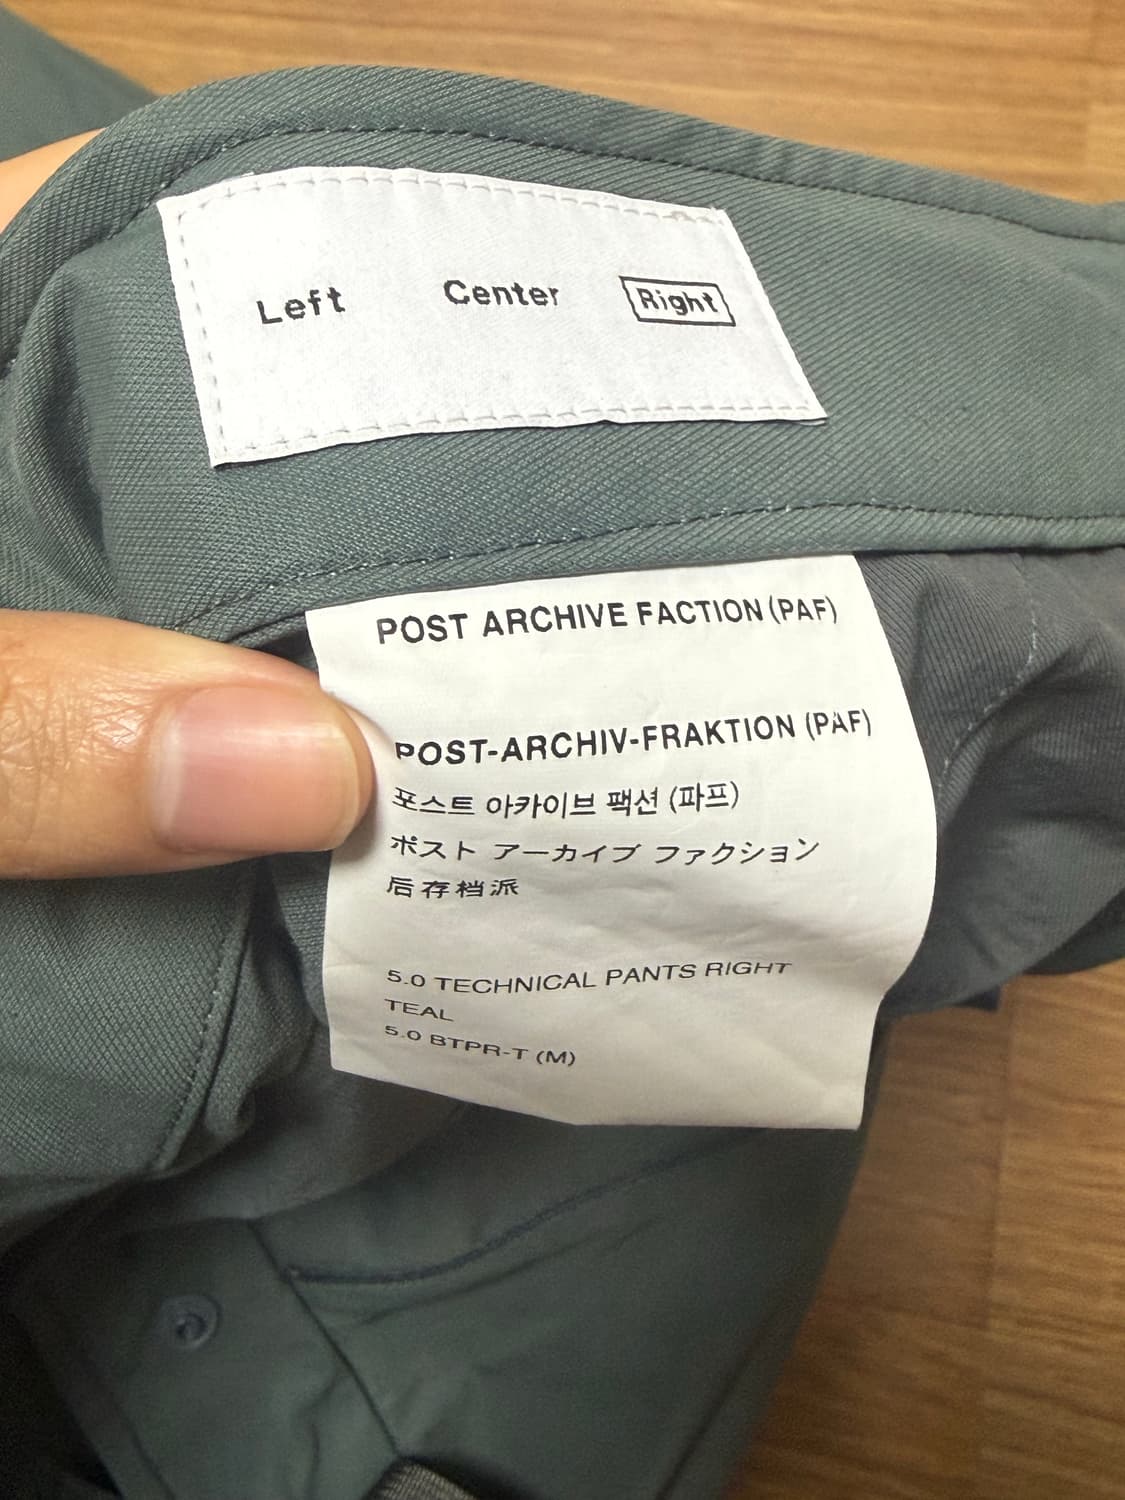 Left Center Right
POST ARCHIVE FACTION (PAF)
POST-ARCHIV-FRAKTION (PAF)
포스트 아카이브 팩션 (파프)
ポスト アーカイブ ファクション
后存档派
5.0 TECHNICAL PANTS RIGHT
TEAL
5.0 BTPR-T (M)